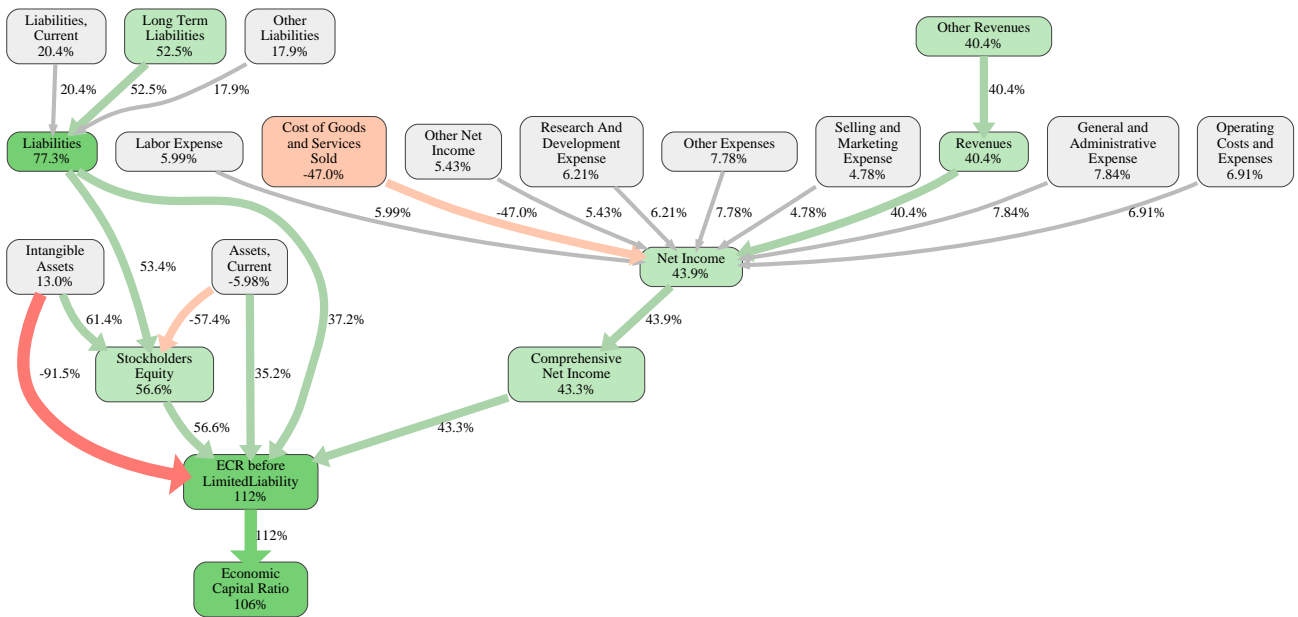 Liabilities,
Current
20.4%
Long Term
Liabilities
52.5%
Other
Liabilities
17.9%
Other Revenues
40.4%
20.4%
52.5%
17.9%
40.4%
Liabilities
77.3%
Labor Expense
5.99%
Cost of Goods
and Services
Sold
-47.0%
Other Net
Income
5.43%
Research And
Development
Expense
6.21%
Other Expenses
7.78%
Selling and
Marketing
Expense
4.78%
Revenues
40.4%
General and
Administrative
Expense
7.84%
Operating
Costs and
Expenses
6.91%
5.99%
-47.0%
5.43%
6.21%
7.78%
4.78%
40.4%
7.84%
6.91%
Intangible
Assets
13.0%
53.4%
Assets,
Current
-5.98%
Net Income
43.9%
61.4%
-57.4%
37.2%
43.9%
-91.5%
Stockholders
Equity
56.6%
35.2%
Comprehensive
Net Income
43.3%
56.6%
43.3%
ECR before
LimitedLiability
112%
112%
Economic
Capital Ratio
106%